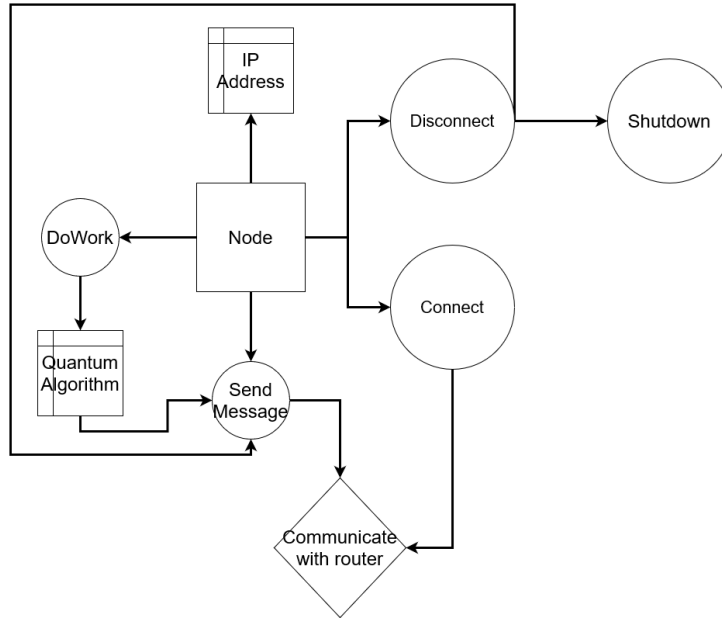 IP
Address
Disconnect
Shutdown
DoWork
Node
Connect
Quantum
Algorithm
Send
Message
Communicate
with router